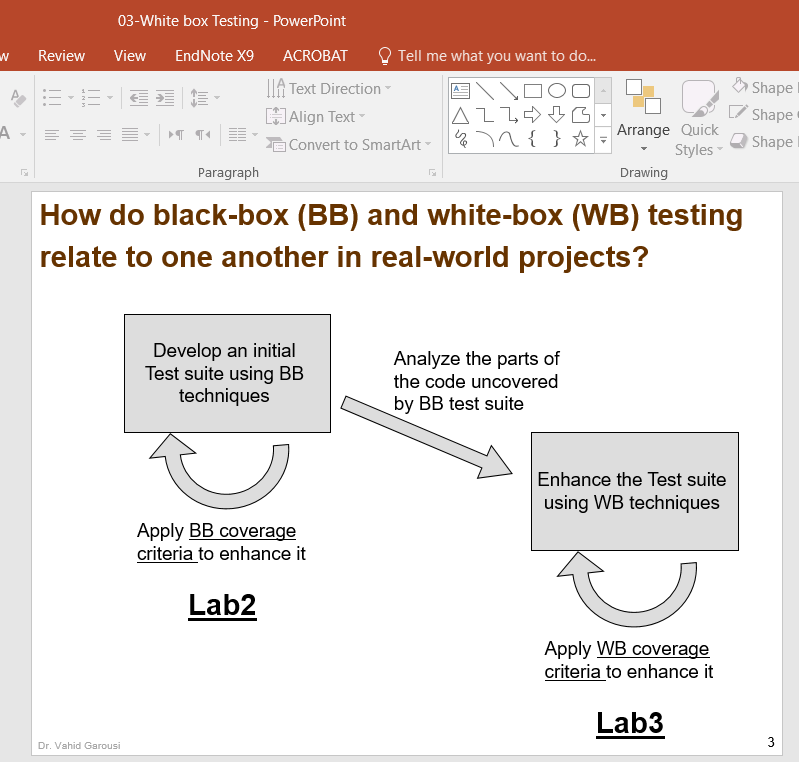 03-White box Testing - PowerPoint
w Review View EndNote X9 ACROBAT Tell me what you want to do...
Text Direction
Align Text
Convert to SmartArt
Paragraph
Arrange
Quick
Styles
Shape
Shape
Shape
Drawing
How do black-box (BB) and white-box (WB) testing
relate to one another in real-world projects?
Develop an initial
Test suite using BB
techniques
Analyze the parts of
the code uncovered
by BB test suite
Enhance the Test suite
using WB techniques
Apply BB coverage
criteria to enhance it
Lab2
Apply WB coverage
criteria to enhance it
Lab3
Dr. Vahid Garousi
3